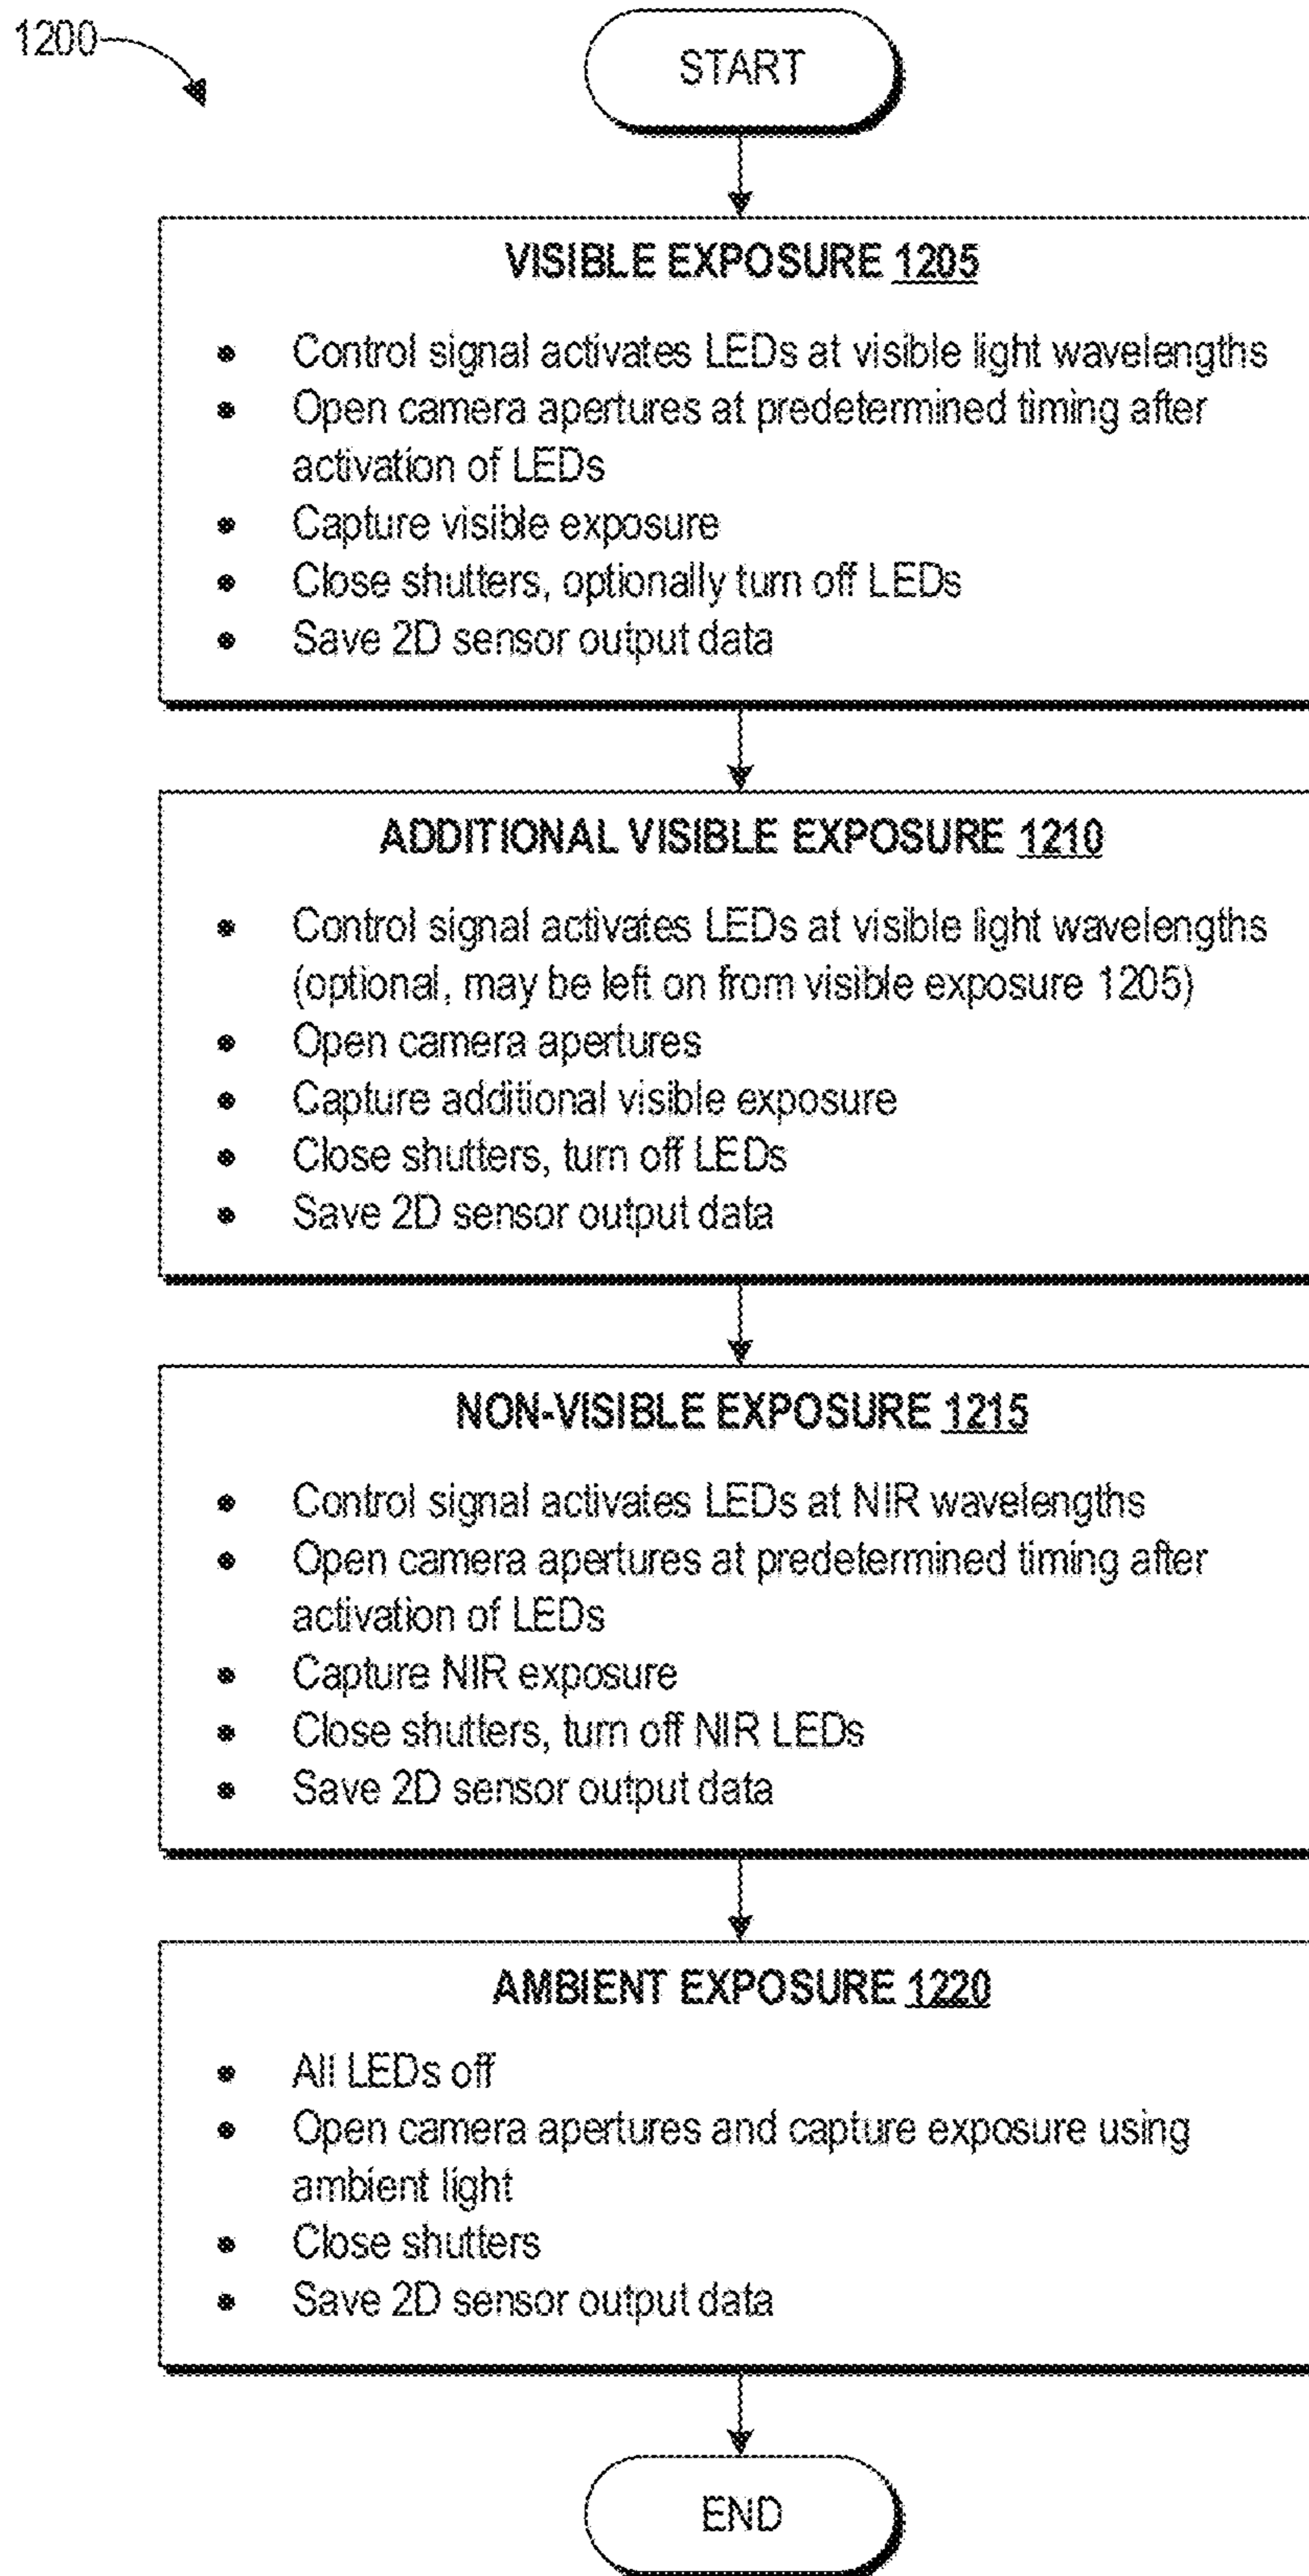 1200
START
VISIBLE EXPOSURE 1205
• Control signal activates LEDs at visible light wavelengths
• Open camera apertures at predetermined timing after
activation of LEDs
• Capture visible exposure
• Close shutters, optionally turn off LEDs
• Save 2D sensor output data
ADDITIONAL VISIBLE EXPOSURE 1210
• Control signal activates LEDs at visible light wavelengths
(optional, may be left on from visible exposure 1205)
• Open camera apertures
• Capture additional visible exposure
• Close shutters, turn off LEDs
• Save 2D sensor output data
NON-VISIBLE EXPOSURE 1215
• Control signal activates LEDs at NIR wavelengths
• Open camera apertures at predetermined timing after
activation of LEDs
• Capture NIR exposure
• Close shutters, turn off NIR LEDs
• Save 2D sensor output data
AMBIENT EXPOSURE 1220
• All LEDs off
• Open camera apertures and capture exposure using
ambient light
• Close shutters
• Save 2D sensor output data
END